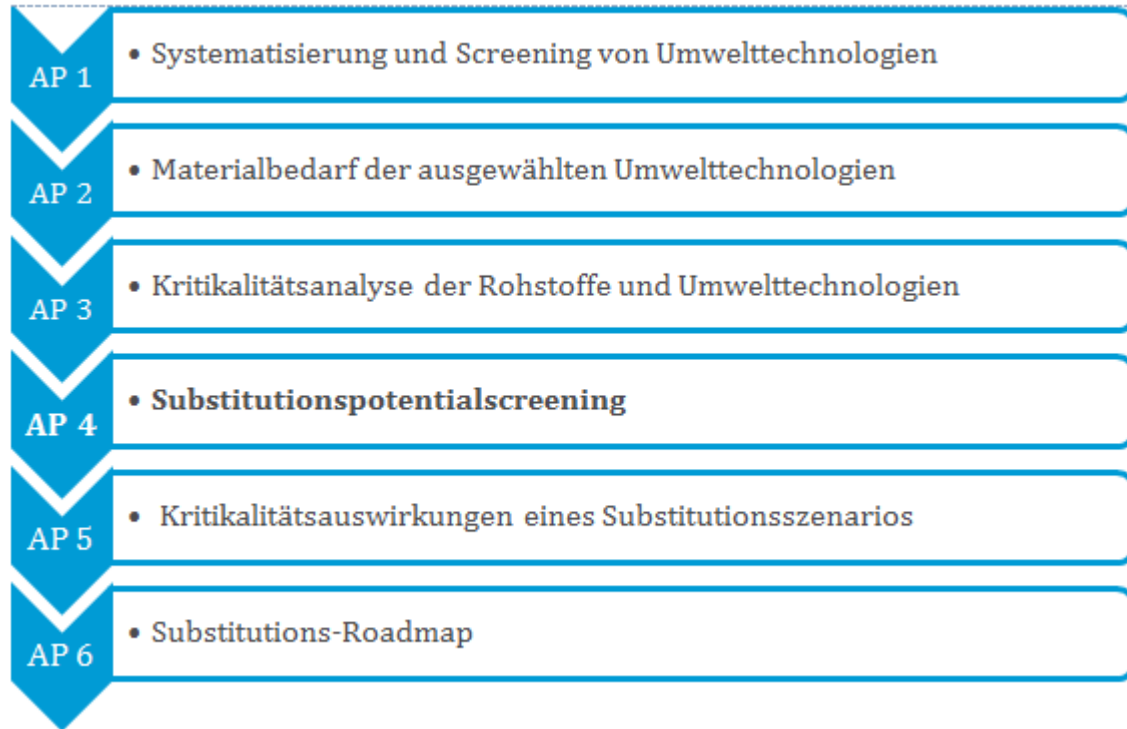 AP 1
• Systematisierung und Screening von Umwelttechnologien
AP 2
• Materialbedarf der ausgewählten Umwelttechnologien
AP 3
• Kritikalitätsanalyse der Rohstoffe und Umwelttechnologien
AP 4
• Substitutionspotentialscreening
AP 5
• Kritikalitätsauswirkungen eines Substitutionsszenarios
AP 6
• Substitutions-Roadmap